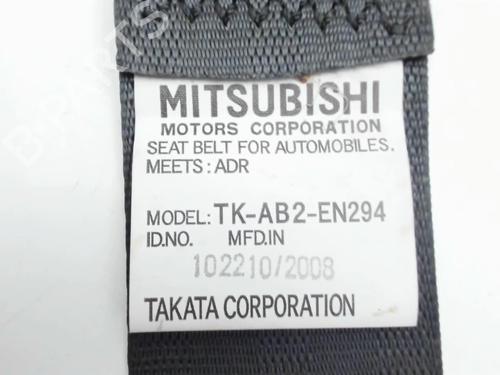 MITSUBISHI
MOTORS CORPORATION
SEAT BELT FOR AUTOMOBILES.
MEETS: ADR
MODEL: TK-AB2-EN294
ID.NO. MFD.IN
102210/2008
TAKATA CORPORATION